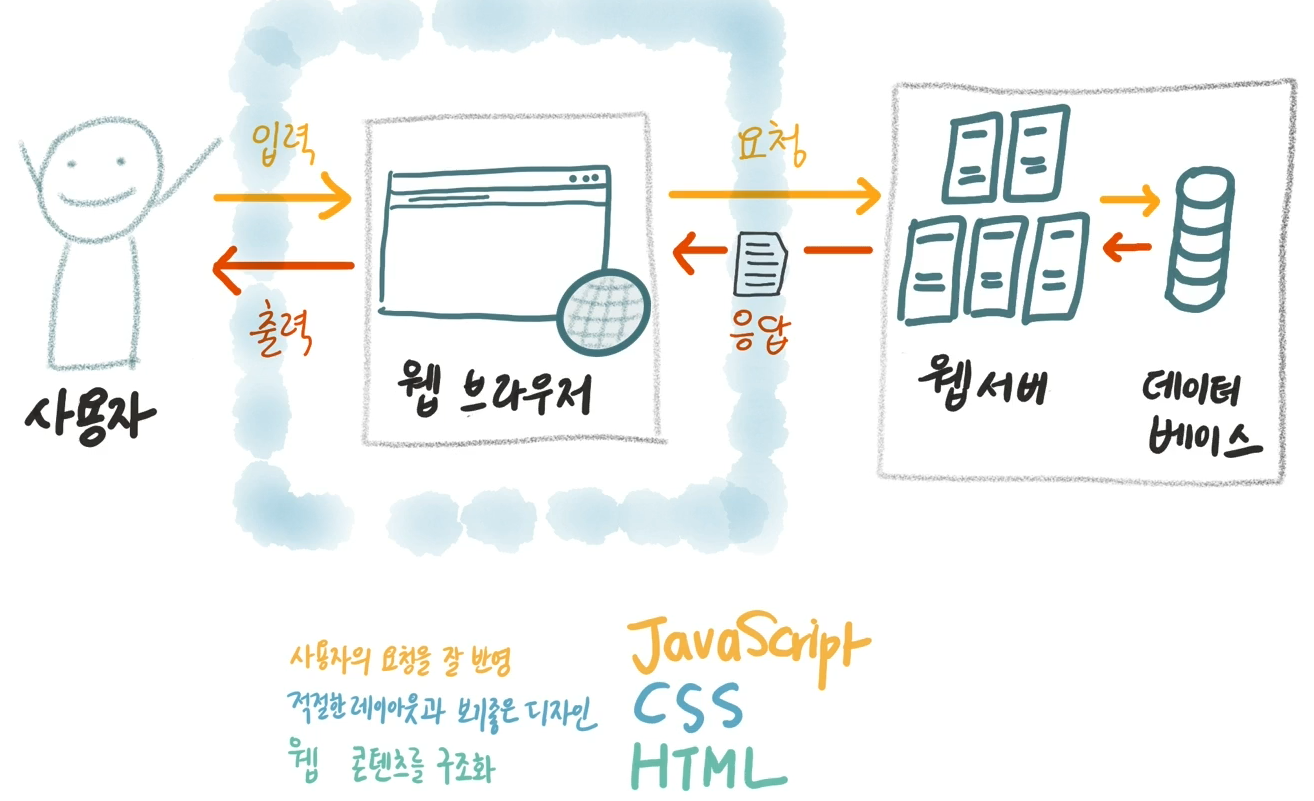 입력
요청
출력
응답
사용자
웹 브라우저
웹서버
데이터
베이스
사용자의 요청을 잘 반영
JavaScript
적절한 레이아웃과 보기좋은 디자인
CSS
웹 콘텐츠를 구조화
HTML